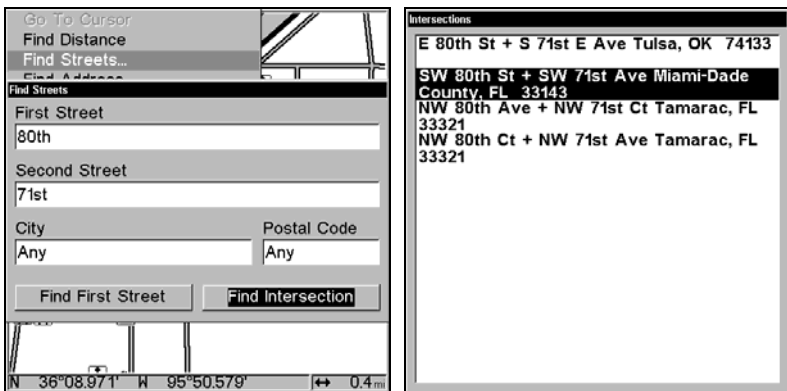 Go To Cursor
Find Distance
Find Streets...
Find Address
Find Streets
First Street
80th
Second Street
71st
City
Postal Code
Any
Any
Find First Street
Find Intersection
N 36°08.971' W 95°50.579' ↔ 0.4 mi
Intersections
E 80th St + S 71st E Ave Tulsa, OK 74133
SW 80th St + SW 71st Ave Miami-Dade
County, FL 33143
NW 80th Ave + NW 71st Ct Tamarac, FL
33321
NW 80th Ct + NW 71st Ave Tamarac, FL
33321